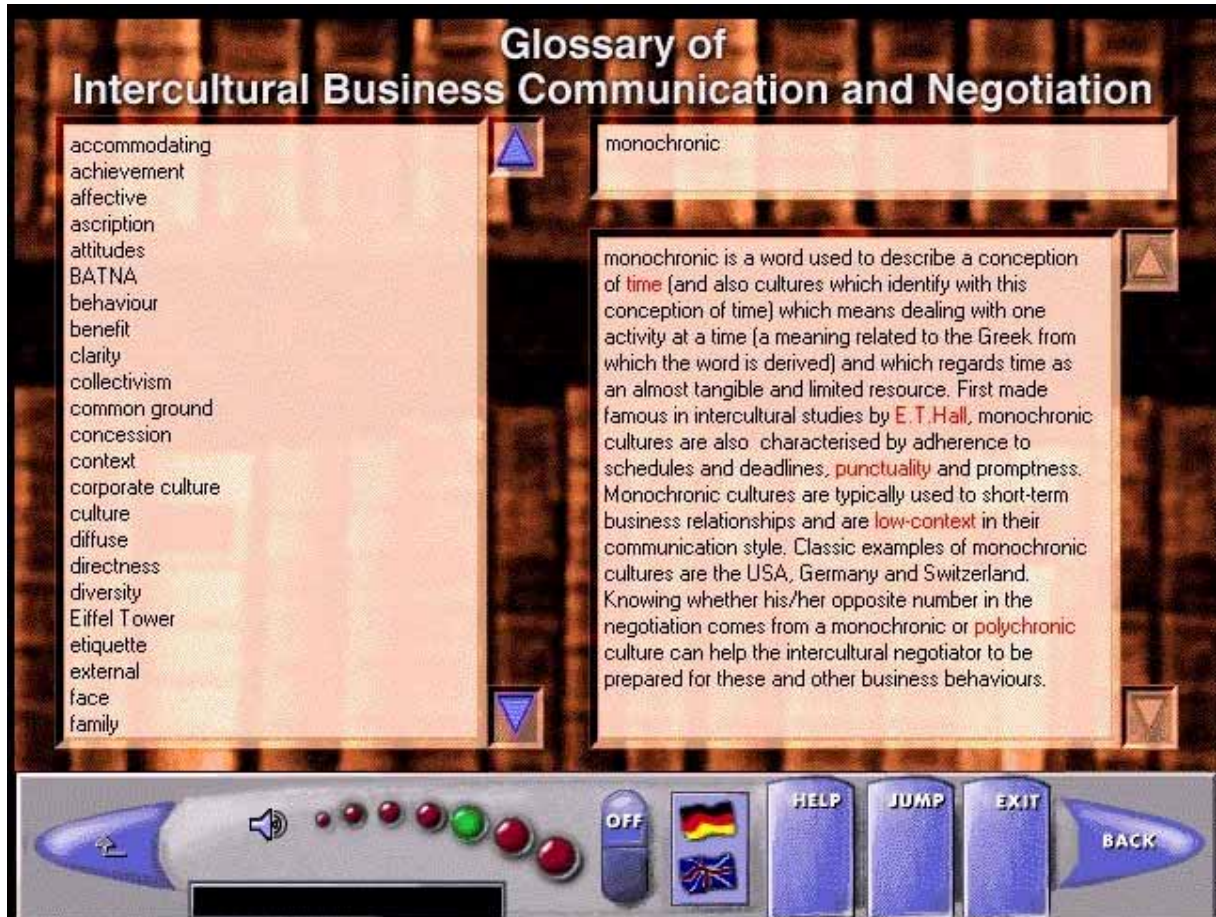 Glossary of
Intercultural Business Communication and Negotiation
accommodating
achievement
affective
ascription
attitudes
BATNA
behaviour
benefit
clarity
collectivism
common ground
concession
context
corporate culture
culture
diffuse
directness
diversity
Eiffel Tower
etiquette
external
face
family
monochronic
monochronic is a word used to describe a conception
of time (and also cultures which identify with this
conception of time) which means dealing with one
activity at a time (a meaning related to the Greek from
which the word is derived) and which regards time as
an almost tangible and limited resource. First made
famous in intercultural studies by E.T.Hall, monochronic
cultures are also characterised by adherence to
schedules and deadlines, punctuality and promptness.
Monochronic cultures are typically used to short-term
business relationships and are low-context in their
communication style. Classic examples of monochronic
cultures are the USA, Germany and Switzerland.
Knowing whether his/her opposite number in the
negotiation comes from a monochronic or polychronic
culture can help the intercultural negotiator to be
prepared for these and other business behaviours.
OFF
HELP
JUMP
EXIT
BACK